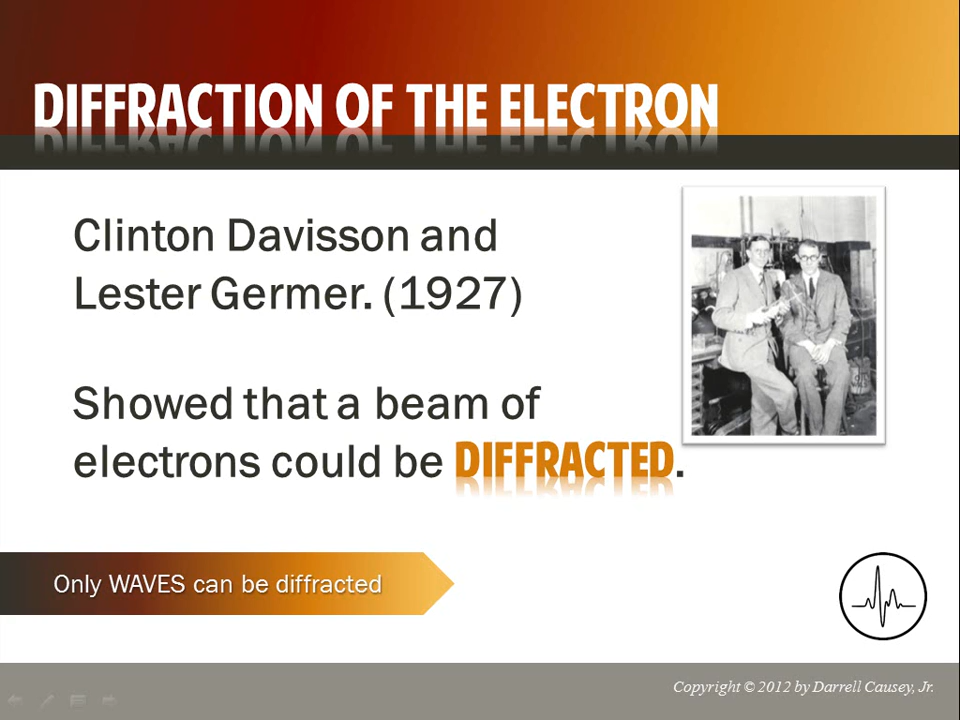 DIFFRACTION OF THE ELECTRON
Clinton Davisson and
Lester Germer. (1927)
Showed that a beam of
electrons could be DIFFRACTED.
Only WAVES can be diffracted
Copyright © 2012 by Darrell Causey, Jr.